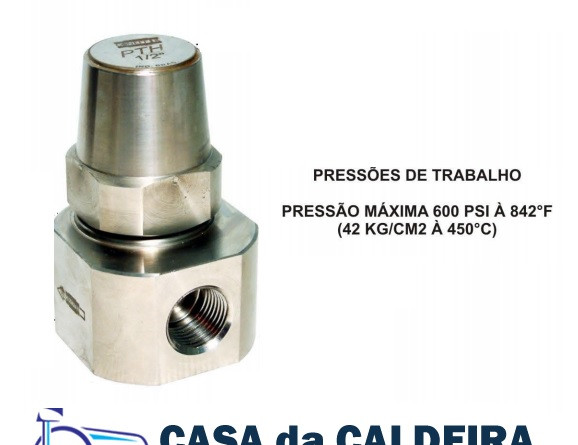 PTH
1/2"
PRESSÕES DE TRABALHO
PRESSÃO MÁXIMA 600 PSI À 842°F
(42 KG/CM2 À 450°C)
CASA da CALDEIRA